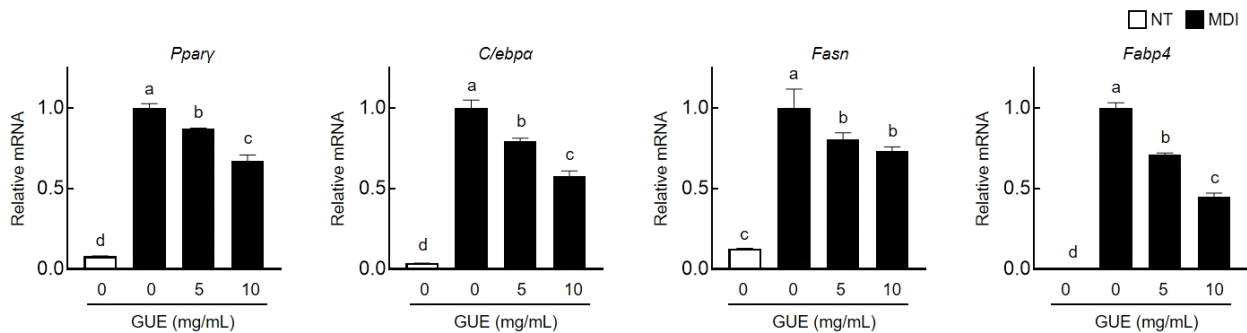 NT MDI
Pparγ
Relative mRNA
1.0
0.5
0.0
d
a
b
c
0 0 5 10
GUE (mg/mL)
C/ebpα
Relative mRNA
1.0
0.5
0.0
d
a
b
c
0 0 5 10
GUE (mg/mL)
Fasn
Relative mRNA
1.0
0.5
0.0
c
a
b
b
0 0 5 10
GUE (mg/mL)
Fabp4
Relative mRNA
1.0
0.5
0.0
d
a
b
c
0 0 5 10
GUE (mg/mL)